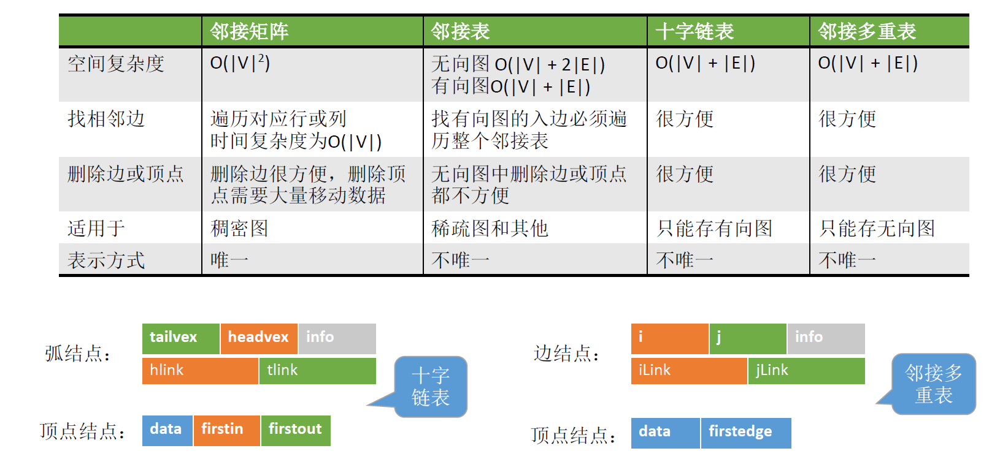 邻接矩阵 邻接表 十字链表 邻接多重表
空间复杂度 O(|V|²) 无向图 O(|V| + 2|E|) O(|V| + |E|) O(|V| + |E|)
有向图O(|V| + |E|)
找相邻边 遍历对应行或列 找有向图的入边必须遍 很方便 很方便
时间复杂度为O(|V|) 历整个邻接表
删除边或顶点 删除边很方便，删除顶 无向图中删除边或顶点 很方便 很方便
点需要大量移动数据 都不方便
适用于 稠密图 稀疏图和其他 只能存有向图 只能存无向图
表示方式 唯一 不唯一 不唯一 不唯一
弧结点：
tailvex headvex info
hlink tlink
十字
链表
顶点结点：
data firstin firstout
边结点：
i j info
iLink jLink
邻接多
重表
顶点结点：
data firstedge